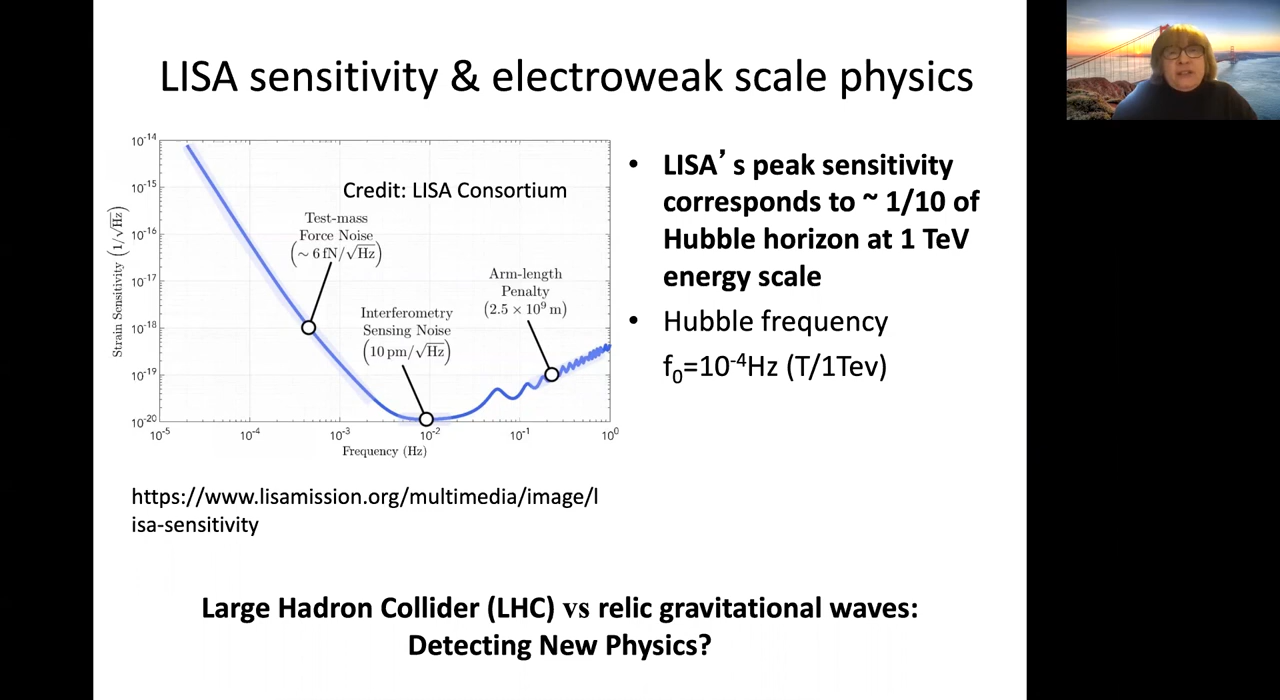 LISA sensitivity & electroweak scale physics
10⁻¹⁴
10⁻¹⁵
10⁻¹⁶
10⁻¹⁷
10⁻¹⁸
10⁻¹⁹
10⁻²⁰
Strain Sensitivity (1/√Hz)
Credit: LISA Consortium
Test-mass
Force Noise
(∼ 6 fN/√Hz)
Interferometry
Sensing Noise
(10 pm/√Hz)
Arm-length
Penalty
(2.5 × 10⁹ m)
10⁻⁵
10⁻⁴
10⁻³
10⁻²
10⁻¹
10⁰
Frequency (Hz)
https://www.lisamission.org/multimedia/image/l
isa-sensitivity
• LISA’s peak sensitivity
corresponds to ~ 1/10 of
Hubble horizon at 1 TeV
energy scale
• Hubble frequency
f₀=10⁻⁴Hz (T/1Tev)
Large Hadron Collider (LHC) vs relic gravitational waves:
Detecting New Physics?